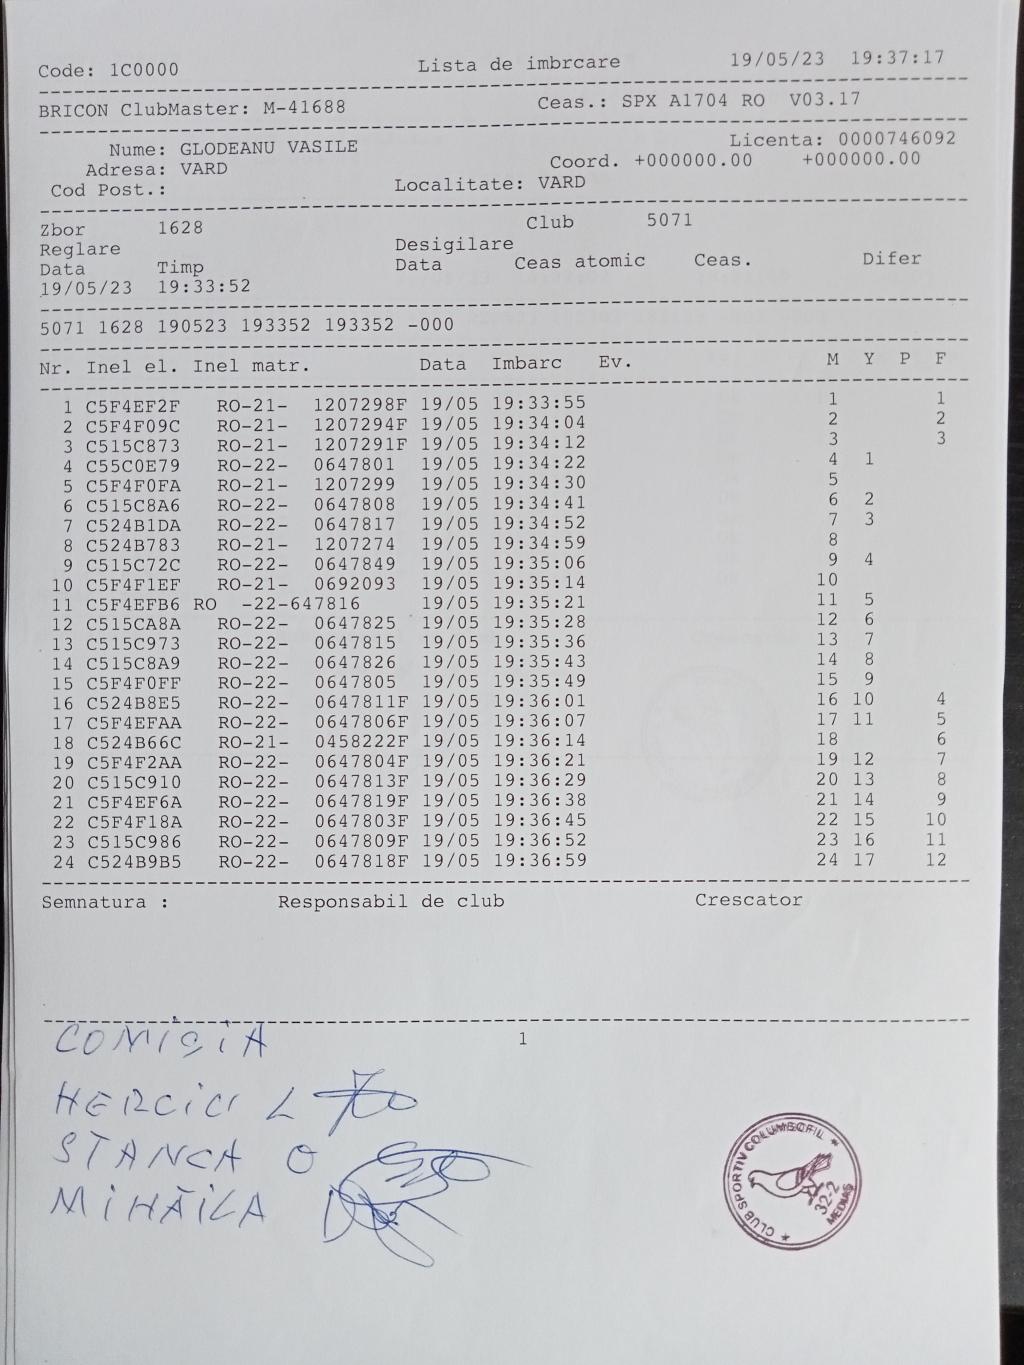 Code: 1C0000 Lista de imbrcare 19/05/23 19:37:17
BRICON ClubMaster: M-41688 Ceas.: SPX A1704 RO V03.17
Nume: GLODEANU VASILE Licenta: 0000746092
Adresa: VARD Coord. +000000.00 +000000.00
Cod Post.: Localitate: VARD
Zbor 1628 Club 5071
Reglare Desigilare
Data Timp Data Ceas atomic Ceas. Difer
19/05/23 19:33:52
5071 1628 190523 193352 193352 -000
Nr. Inel el. Inel matr. Data Imbarc Ev. M Y P F
1 C5F4EF2F RO-21- 1207298F 19/05 19:33:55 1 1
2 C5F4F09C RO-21- 1207294F 19/05 19:34:04 2 2
3 C515C873 RO-21- 1207291F 19/05 19:34:12 3 3
4 C55C0E79 RO-22- 0647801 19/05 19:34:22 4 1
5 C5F4F0FA RO-21- 1207299 19/05 19:34:30 5
6 C515C8A6 RO-22- 0647808 19/05 19:34:41 6 2
7 C524B1DA RO-22- 0647817 19/05 19:34:52 7 3
8 C524B783 RO-21- 1207274 19/05 19:34:59 8
9 C515C72C RO-22- 0647849 19/05 19:35:06 9 4
10 C5F4F1EF RO-21- 0692093 19/05 19:35:14 10
11 C5F4EFB6 RO -22-647816 19/05 19:35:21 11 5
12 C515CA8A RO-22- 0647825 19/05 19:35:28 12 6
13 C515C973 RO-22- 0647815 19/05 19:35:36 13 7
14 C515C8A9 RO-22- 0647826 19/05 19:35:43 14 8
15 C5F4F0FF RO-22- 0647805 19/05 19:35:49 15 9
16 C524B8E5 RO-22- 0647811F 19/05 19:36:01 16 10 4
17 C5F4EFAA RO-22- 0647806F 19/05 19:36:07 17 11 5
18 C524B66C RO-21- 0458222F 19/05 19:36:14 18 6
19 C5F4F2AA RO-22- 0647804F 19/05 19:36:21 19 12 7
20 C515C910 RO-22- 0647813F 19/05 19:36:29 20 13 8
21 C5F4EF6A RO-22- 0647819F 19/05 19:36:38 21 14 9
22 C5F4F18A RO-22- 0647803F 19/05 19:36:45 22 15 10
23 C515C986 RO-22- 0647809F 19/05 19:36:52 23 16 11
24 C524B9B5 RO-22- 0647818F 19/05 19:36:59 24 17 12
Semnatura : Responsabil de club Crescator
1
COMISIA
HERCIU L
STANCA O
MIHĂILA
CLUB SPORTIV COLUMBOFIL
32-2
MEDIAȘ